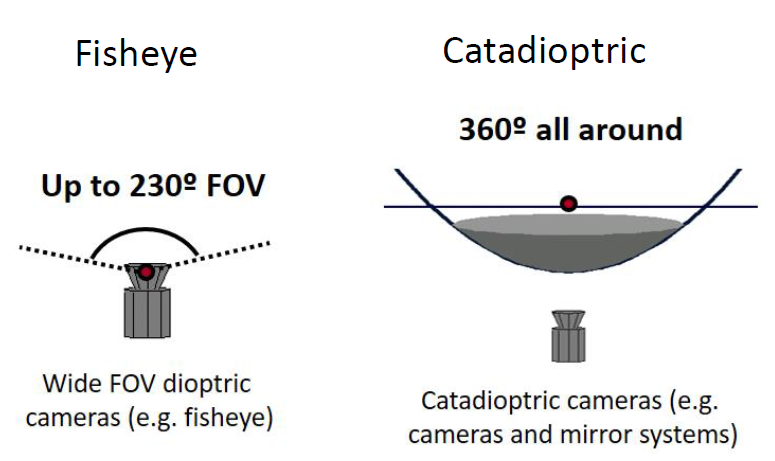 Fisheye
Up to 230º FOV
Wide FOV dioptric
cameras (e.g. fisheye)
Catadioptric
360º all around
Catadioptric cameras (e.g.
cameras and mirror systems)